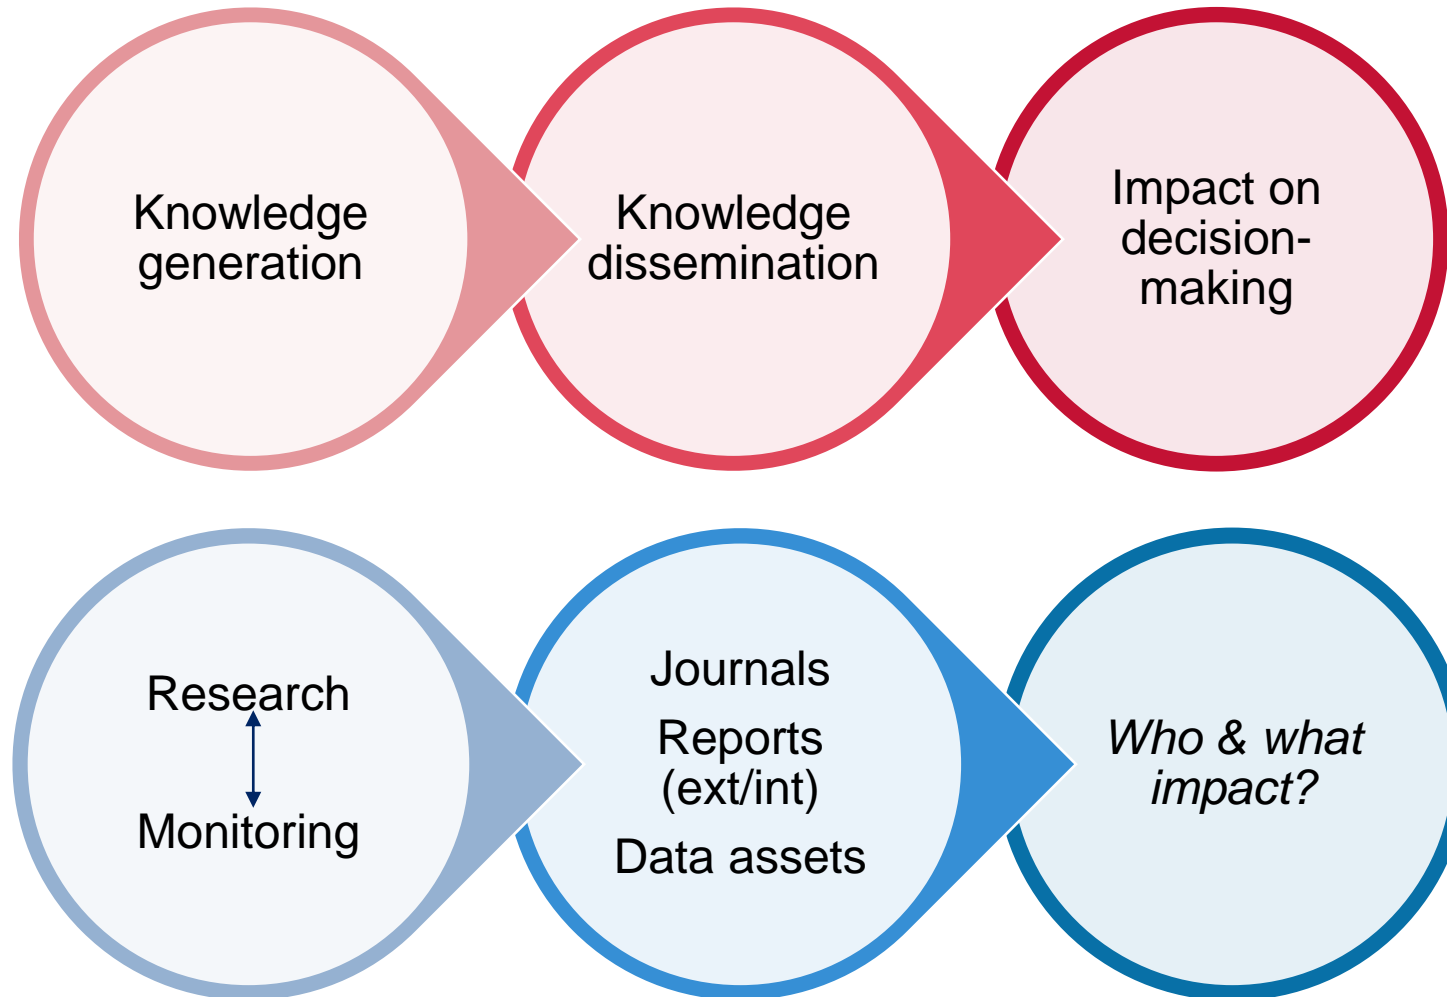 Knowledge
generation
Knowledge
dissemination
Impact on
decision-
making
Research
Monitoring
Journals
Reports
(ext/int)
Data assets
Who & what
impact?